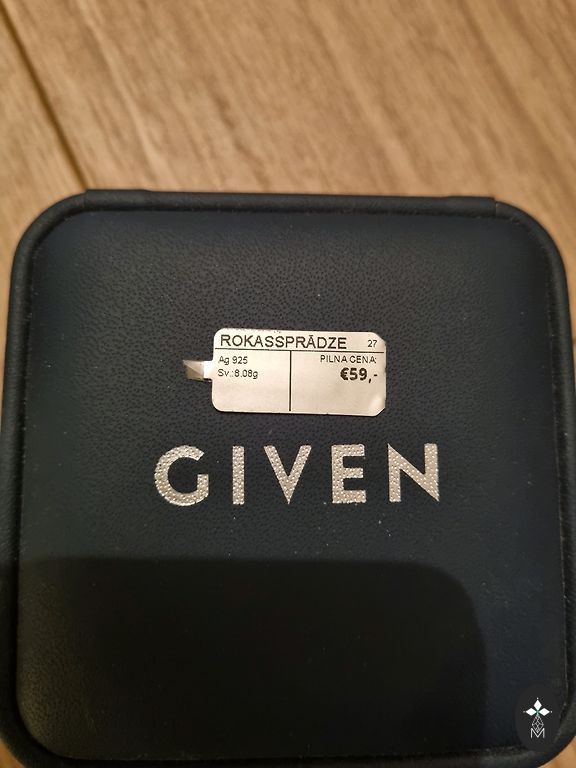 ROKASSPRĀDZE 27
Ag 925 PILNA CENA:
Sv.:8.08g €59,-
GIVEN
M